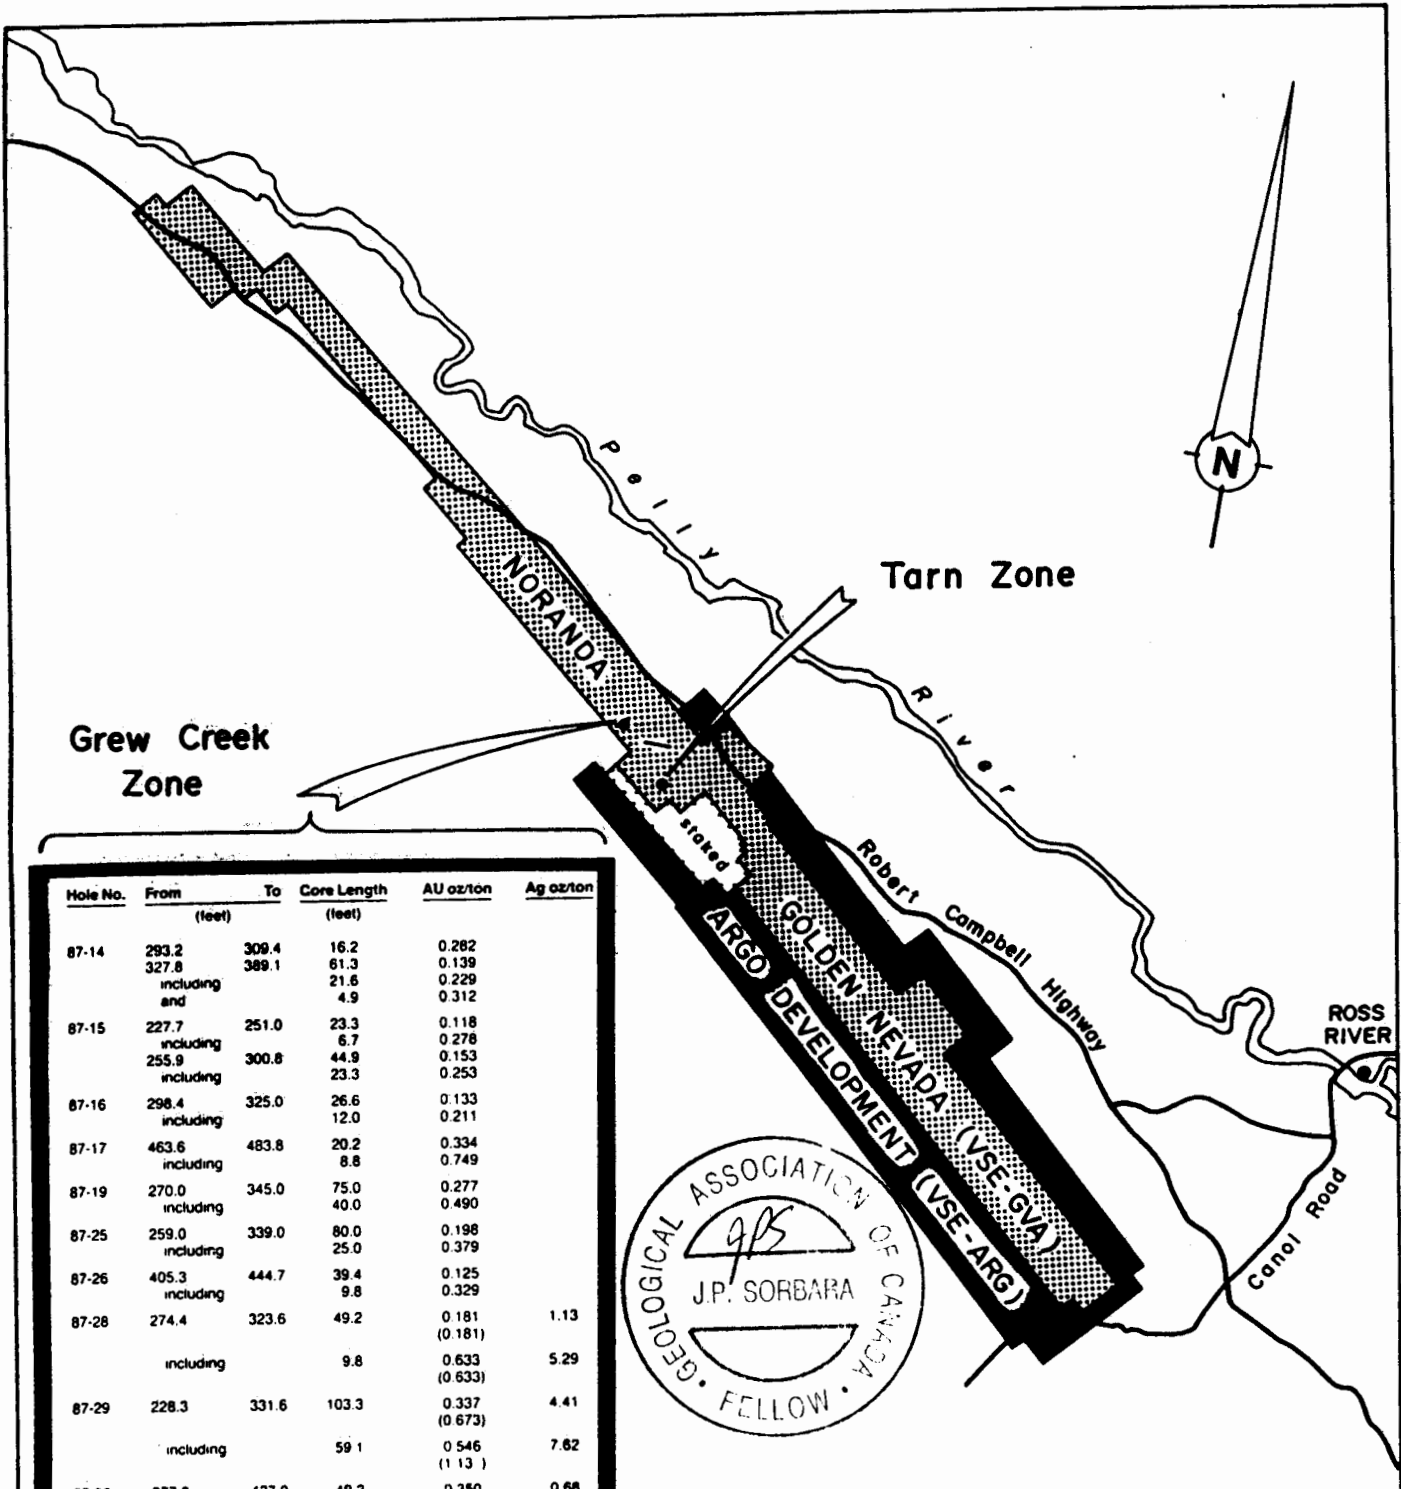 N
Pelly
River
Tarn Zone
NORANDA
Grew Creek
Zone
staked
Robert Campbell Highway
GOLDEN NEVADA (VSE-GVA)
ARGO DEVELOPMENT (VSE-ARG)
ROSS
RIVER
Canol Road
GEOLOGICAL ASSOCIATION OF CANADA
J.P. SORBARA
FELLOW
Hole No. From To Core Length AU oz/ton Ag oz/ton
(feet) (feet)
87-14 293.2 309.4 16.2 0.282
327.8 389.1 61.3 0.139
including 21.6 0.229
and 4.9 0.312
87-15 227.7 251.0 23.3 0.118
including 6.7 0.278
255.9 300.8 44.9 0.153
including 23.3 0.253
87-16 298.4 325.0 26.6 0.133
including 12.0 0.211
87-17 463.6 483.8 20.2 0.334
including 8.8 0.749
87-19 270.0 345.0 75.0 0.277
including 40.0 0.490
87-25 259.0 339.0 80.0 0.198
including 25.0 0.379
87-26 405.3 444.7 39.4 0.125
including 9.8 0.329
87-28 274.4 323.6 49.2 0.181 1.13
(0.181)
including 9.8 0.633 5.29
(0.633)
87-29 228.3 331.6 103.3 0.337 4.41
(0.673)
including 59 1 0 546 7.62
(1 13 )